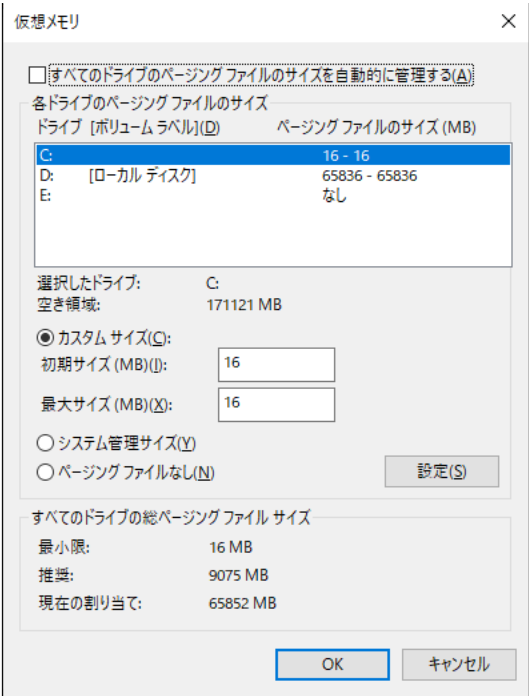 仮想メモリ
すべてのドライブのページング ファイルのサイズを自動的に管理する(A)
各ドライブのページング ファイルのサイズ
ドライブ [ボリューム ラベル](D) ページング ファイルのサイズ (MB)
C: 16 - 16
D: [ローカル ディスク] 65836 - 65836
E: なし
選択したドライブ: C:
空き領域: 171121 MB
カスタム サイズ(C):
初期サイズ (MB)(I): 16
最大サイズ (MB)(X): 16
システム管理サイズ(Y)
ページング ファイルなし(N) 設定(S)
すべてのドライブの総ページング ファイル サイズ
最小限: 16 MB
推奨: 9075 MB
現在の割り当て: 65852 MB
OK キャンセル